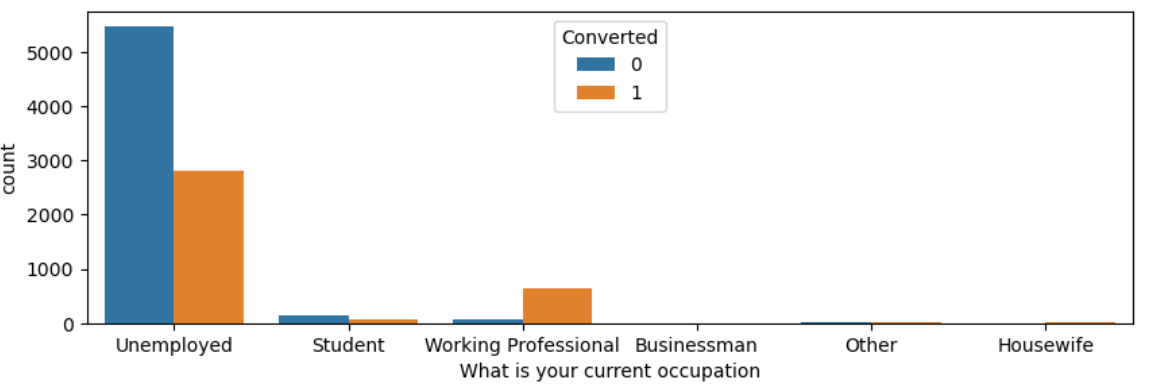 Converted
0
1
5000
4000
3000
2000
1000
0
count
Unemployed Student Working Professional Businessman Other Housewife
What is your current occupation